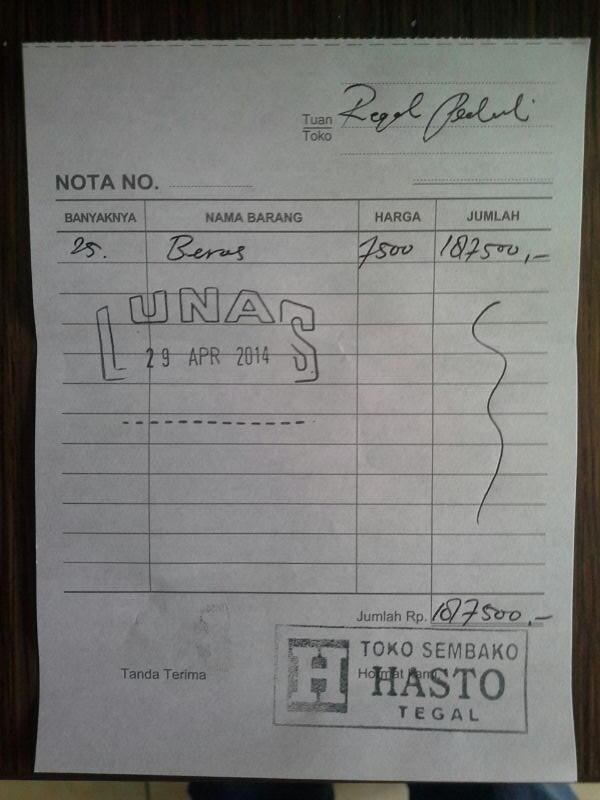 Tuan
Toko
Regal Peduli
NOTA NO.
BANYAKNYA NAMA BARANG HARGA JUMLAH
25. Beras 7500 187500,-
LUNAS
29 APR 2014
Jumlah Rp. 187500,-
Tanda Terima Hormat Kami,
H TOKO SEMBAKO
HASTO
TEGAL